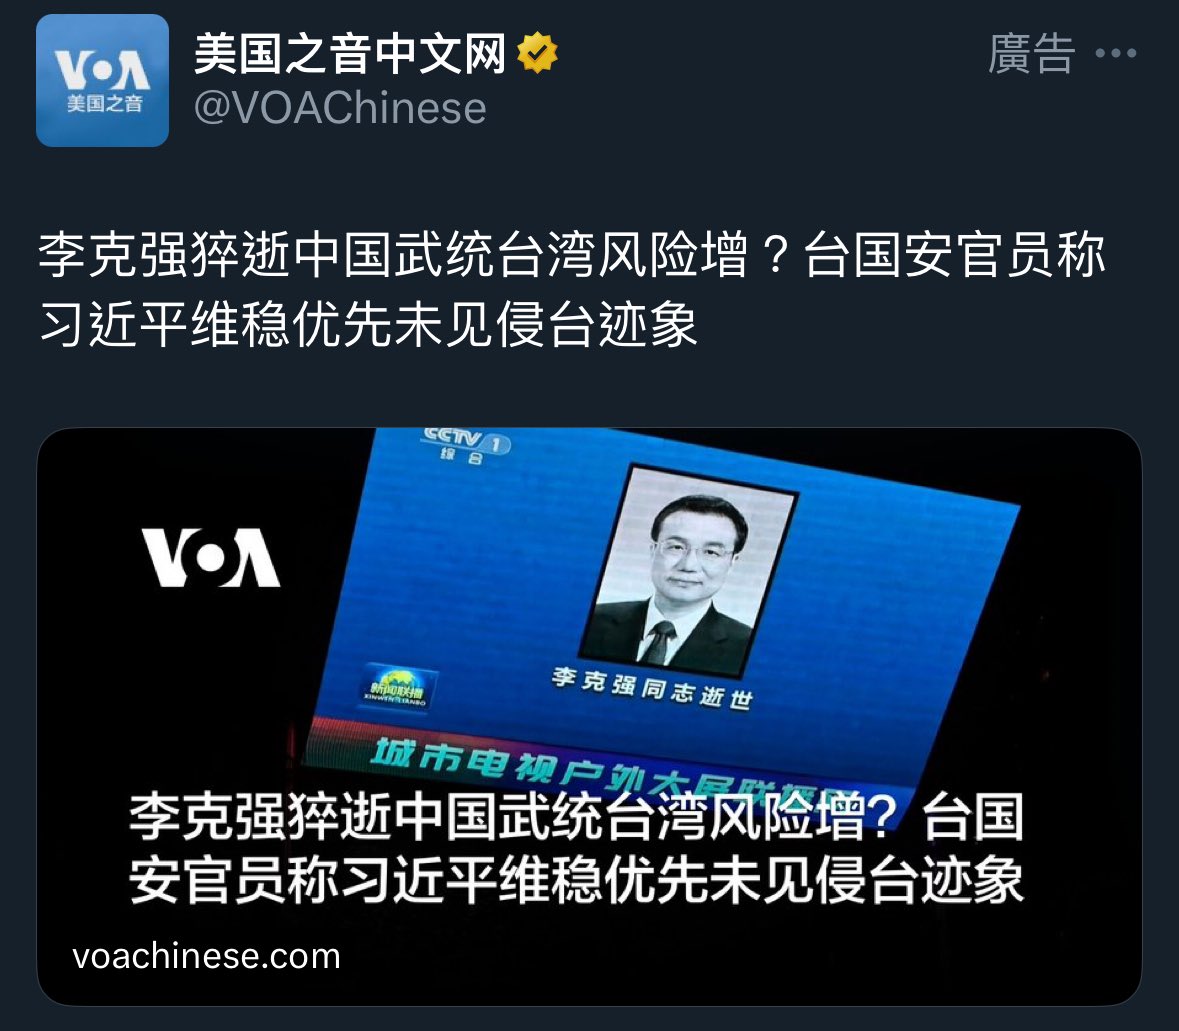 VOA
美国之音
美国之音中文网
@VOAChinese
廣告
李克强猝逝中国武统台湾风险增？台国安官员称
习近平维稳优先未见侵台迹象
CCTV 1
综合
VOA
新闻联播
XINWEN LIANBO
李克强同志逝世
城市电视户外大屏联播网
李克强猝逝中国武统台湾风险增？台国
安官员称习近平维稳优先未见侵台迹象
voachinese.com